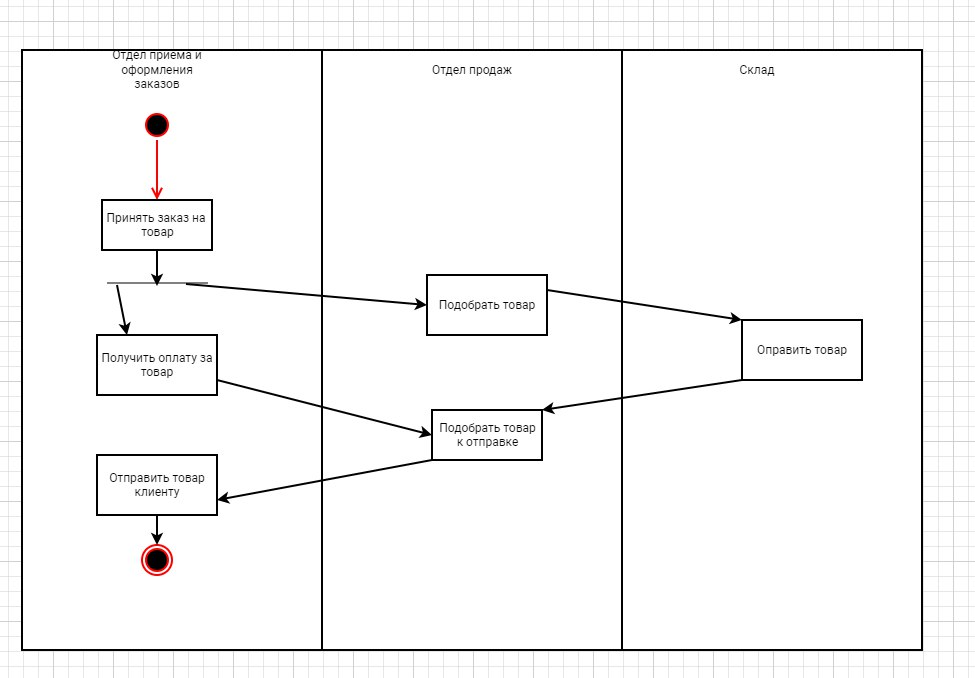 Отдел приема и
оформления
заказов
Отдел продаж
Склад
Принять заказ на
товар
Подобрать товар
Оправить товар
Получить оплату за
товар
Подобрать товар
к отправке
Отправить товар
клиенту